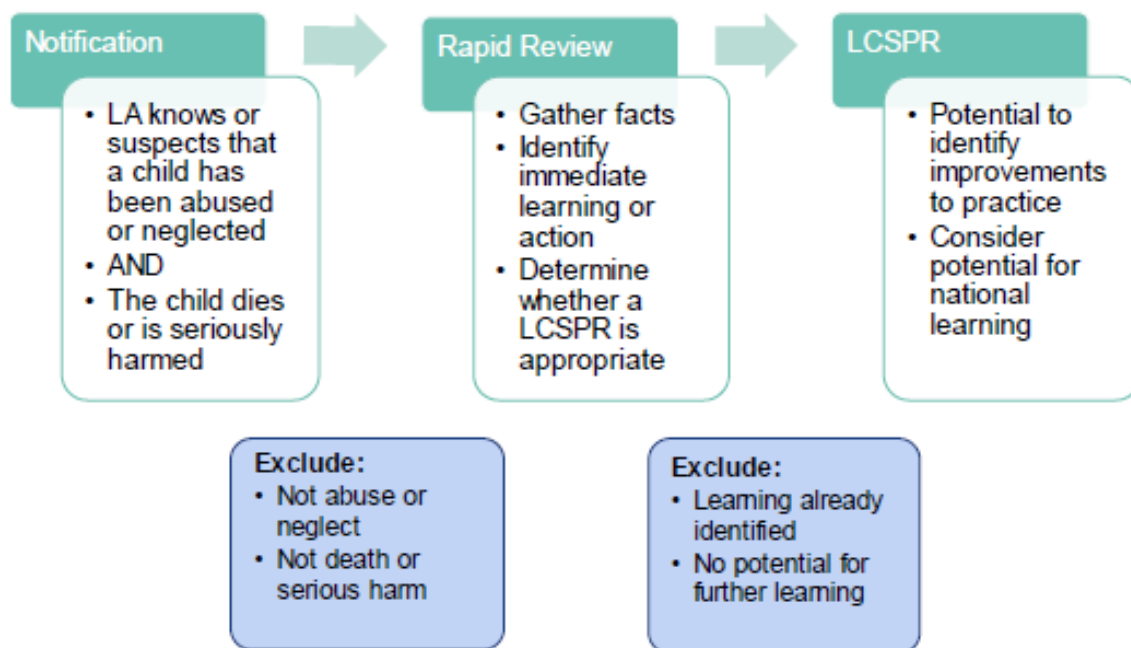 Notification
• LA knows or
suspects that
a child has
been abused
or neglected
• AND
• The child dies
or is seriously
harmed
Rapid Review
• Gather facts
• Identify
immediate
learning or
action
• Determine
whether a
LCSPR is
appropriate
LCSPR
• Potential to
identify
improvements
to practice
• Consider
potential for
national
learning
Exclude:
• Not abuse or
neglect
• Not death or
serious harm
Exclude:
• Learning already
identified
• No potential for
further learning